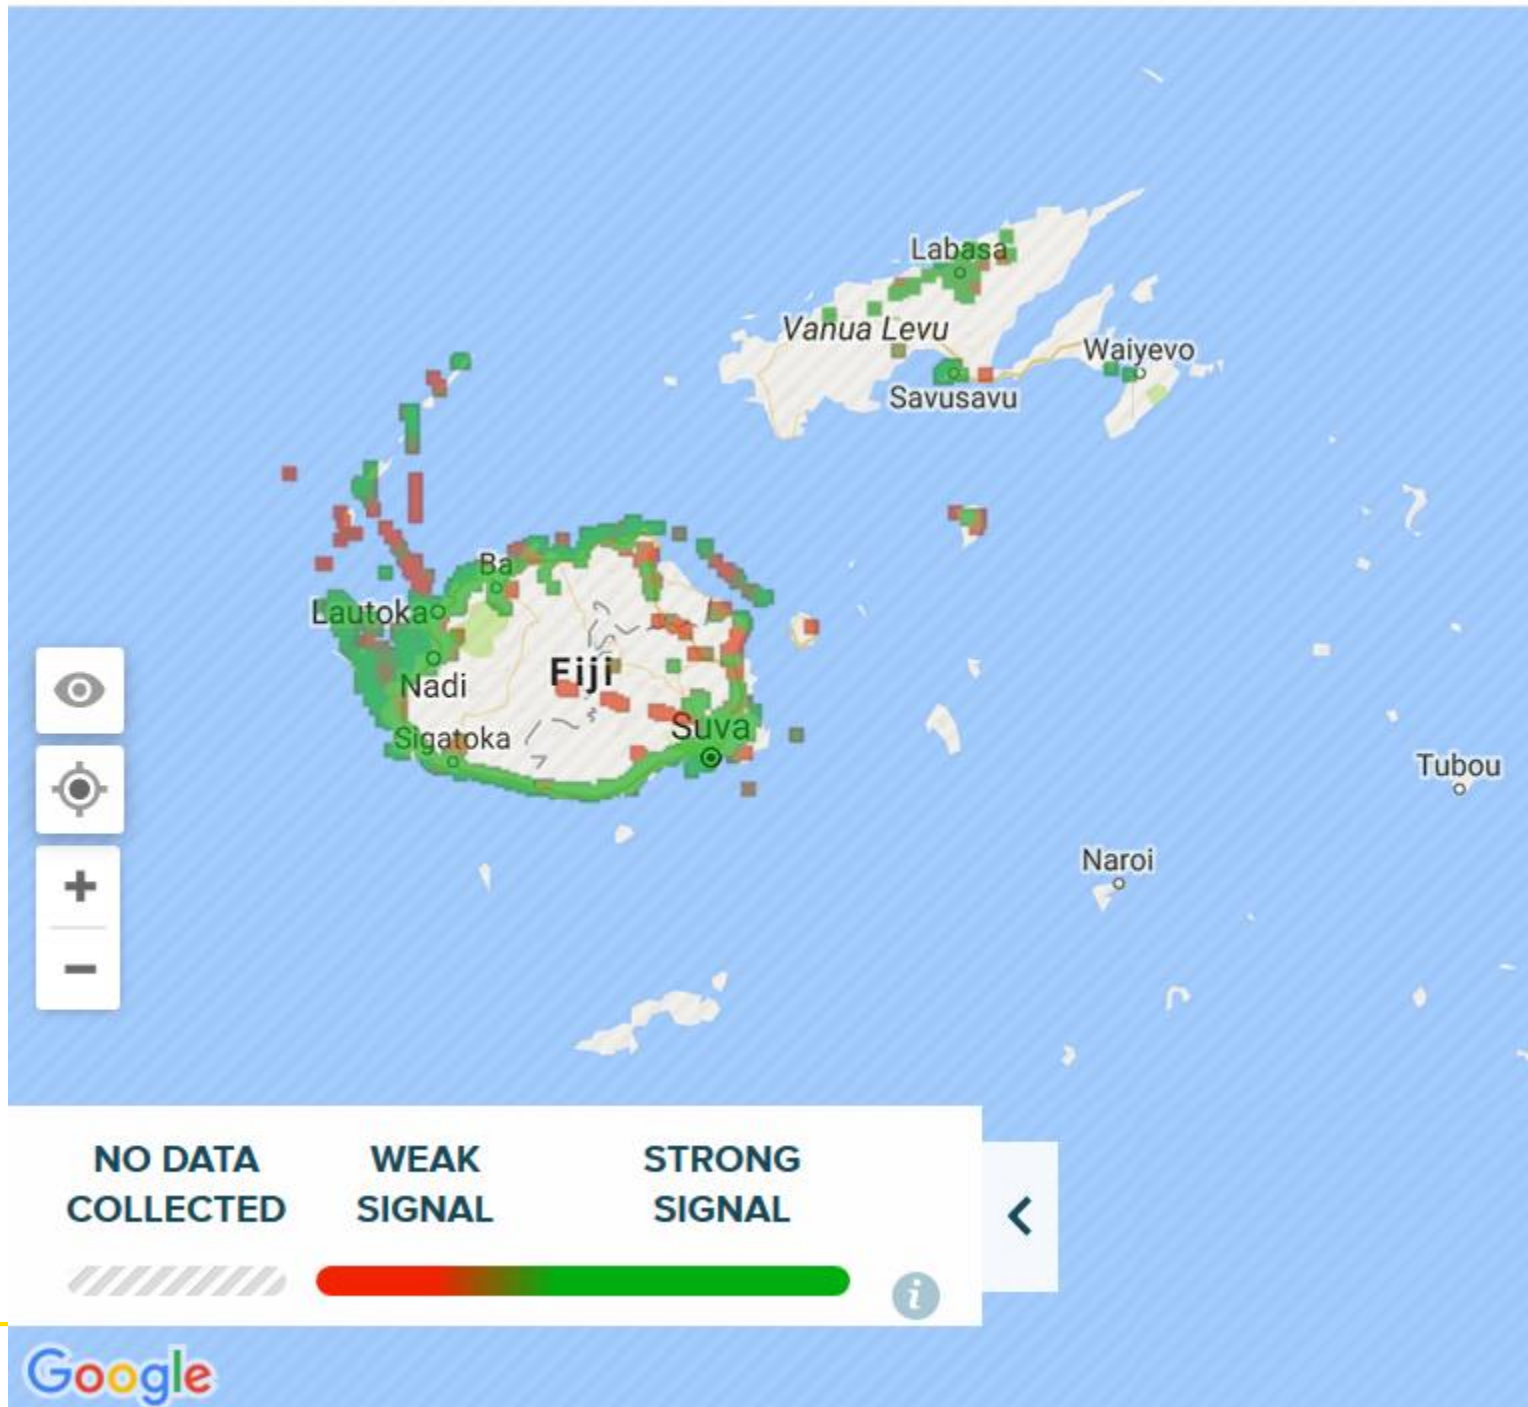 Labasa
Vanua Levu
Waiyevo
Savusavu
Ba
Lautoka
Fiji
Nadi
Suva
Sigatoka
Tubou
Naroi
+
−
NO DATA
COLLECTED
WEAK
SIGNAL
STRONG
SIGNAL
i
Google